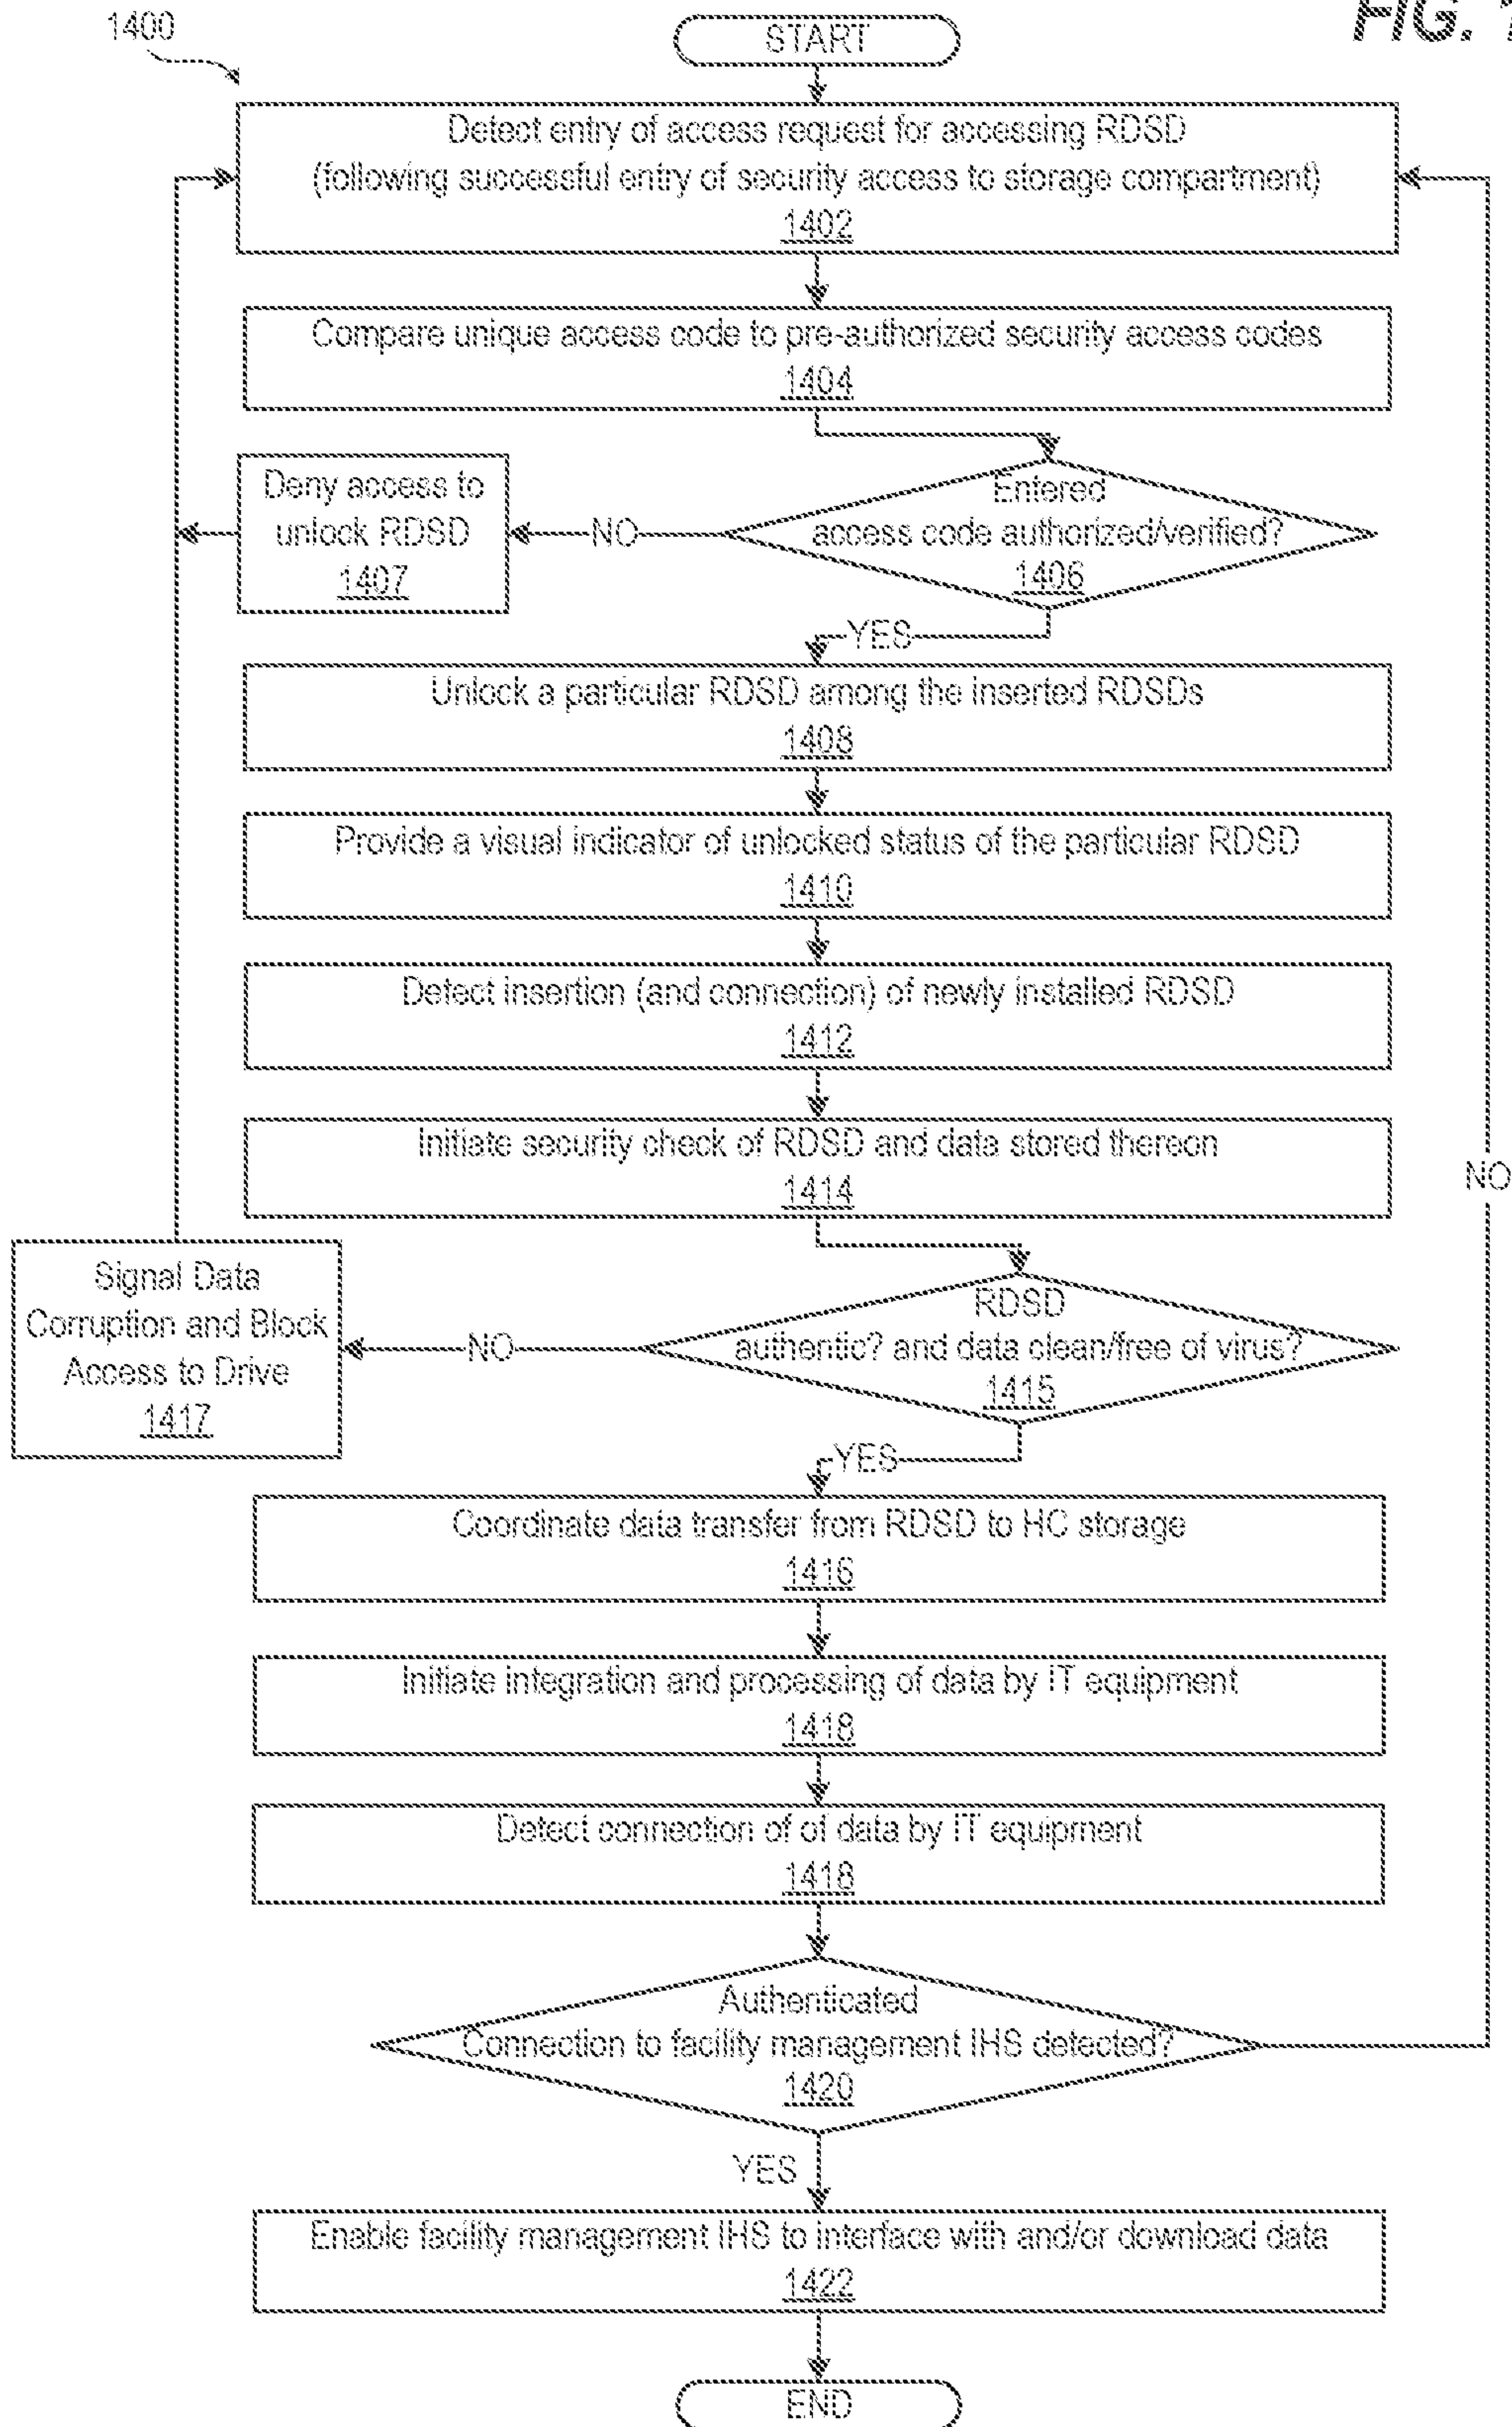 1400
FIG. 1
START
Detect entry of access request for accessing RDSD
(following successful entry of security access to storage compartment)
1402
Compare unique access code to pre-authorized security access codes
1404
Entered
access code authorized/verified?
1406
NO
Deny access to
unlock RDSD
1407
YES
Unlock a particular RDSD among the inserted RDSDs
1408
Provide a visual indicator of unlocked status of the particular RDSD
1410
Detect insertion (and connection) of newly installed RDSD
1412
Initiate security check of RDSD and data stored thereon
1414
NO
RDSD
authentic? and data clean/free of virus?
1415
NO
Signal Data
Corruption and Block
Access to Drive
1417
YES
Coordinate data transfer from RDSD to HC storage
1416
Initiate integration and processing of data by IT equipment
1418
Detect connection of of data by IT equipment
1418
Authenticated
Connection to facility management IHS detected?
1420
YES
Enable facility management IHS to interface with and/or download data
1422
END